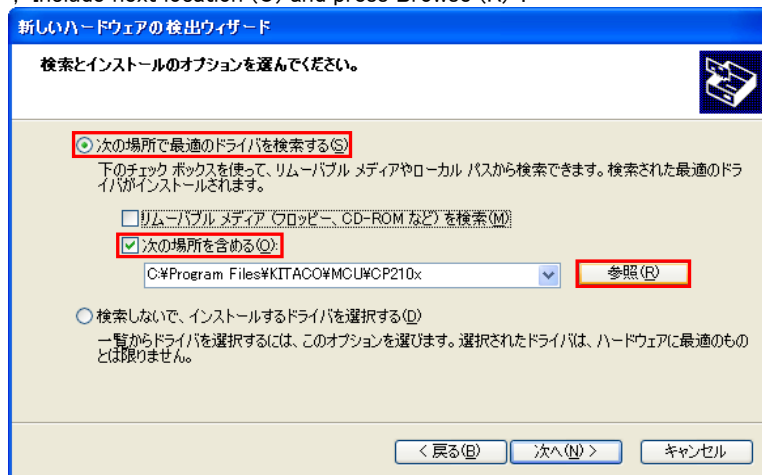 , Include next location (O) and press Browse (R) .
新しいハードウェアの検出ウィザード
検索とインストールのオプションを選んでください。
次の場所で最適のドライバを検索する(S)
下のチェック ボックスを使って、リムーバブル メディアやローカル パスから検索できます。検索された最適のドラ
イバがインストールされます。
リムーバブル メディア (フロッピー、CD-ROM など) を検索(M)
次の場所を含める(O):
C:¥Program Files¥KITACO¥MCU¥CP210x
参照(R)
検索しないで、インストールするドライバを選択する(D)
一覧からドライバを選択するには、このオプションを選びます。選択されたドライバは、ハードウェアに最適のもの
とは限りません。
< 戻る(B)
次へ(N) >
キャンセル